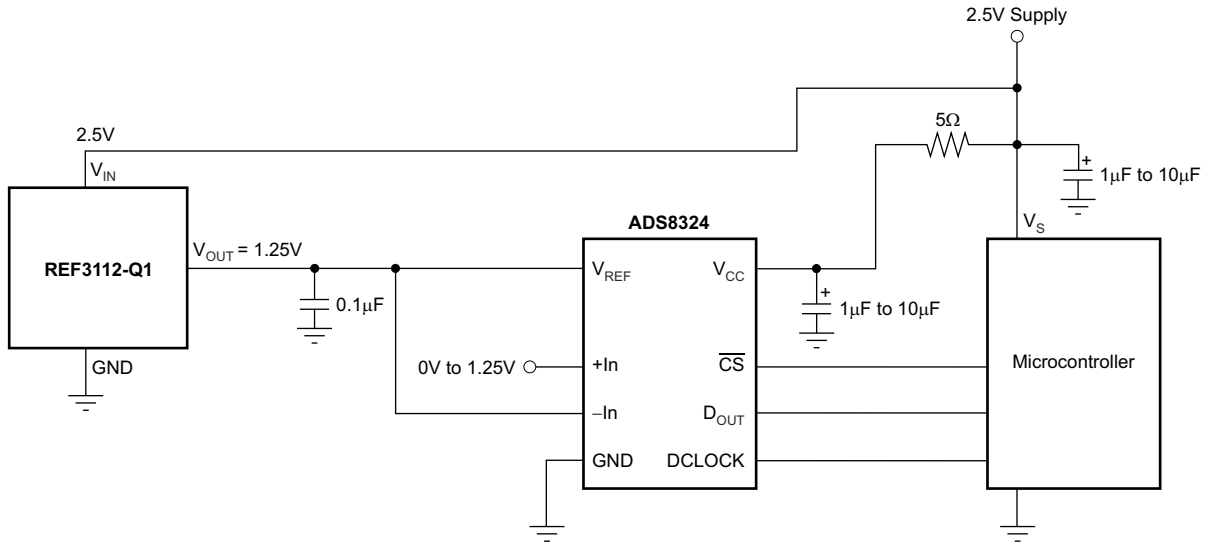 2.5V Supply
2.5V
5Ω
V_IN
+
1μF to 10μF
ADS8324
V_S
V_OUT = 1.25V
REF3112-Q1
V_REF
V_CC
0.1μF
+
1μF to 10μF
0V to 1.25V
+In
C̅S̅
Microcontroller
GND
–In
D_OUT
GND
DCLOCK